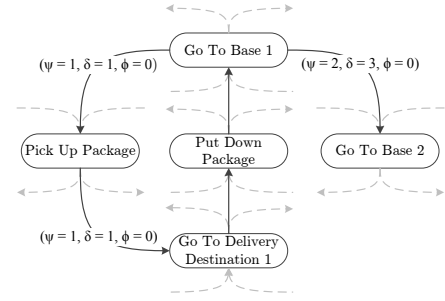 Go To Base 1
(ψ = 1, δ = 1, ϕ = 0)
(ψ = 2, δ = 3, ϕ = 0)
Pick Up Package
Put Down
Package
Go To Base 2
(ψ = 1, δ = 1, ϕ = 0)
Go To Delivery
Destination 1